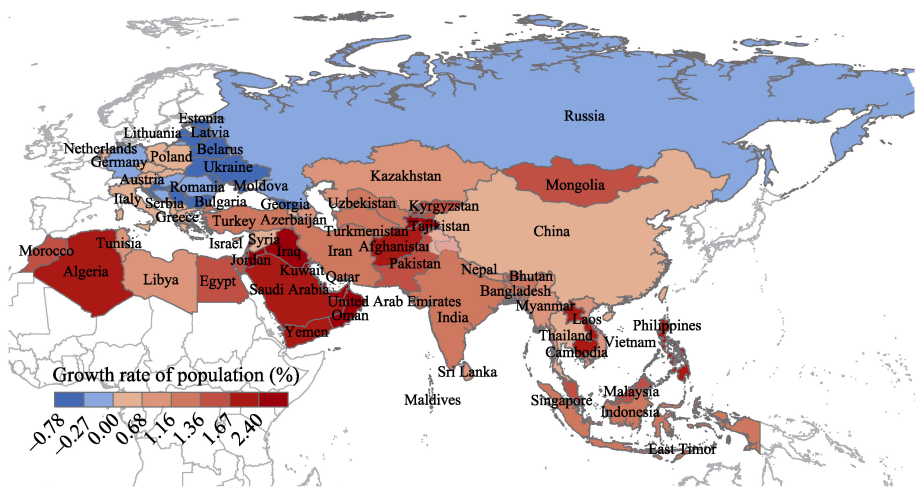 Russia
Estonia
Lithuania Latvia
Netherlands Belarus
Germany Poland
Ukraine
Austria
Kazakhstan
Mongolia
Romania Moldova
Italy Serbia Bulgaria Georgia
Uzbekistan
Kyrgyzstan
Greece Turkey Azerbaijan
Turkmenistan Tajikistan
China
Israel Syria
Morocco Tunisia
Iraq Iran Afghanistan
Jordan
Pakistan
Algeria Libya Egypt
Kuwait Qatar
Nepal Bhutan
Saudi Arabia
Bangladesh
United Arab Emirates
Myanmar
Oman
India
Laos
Yemen
Philippines
Thailand Vietnam
Cambodia
Sri Lanka
Maldives
Malaysia
Singapore Indonesia
East Timor
Growth rate of population (%)
−0.78
−0.27
0.00
0.68
1.16
1.36
1.67
2.40